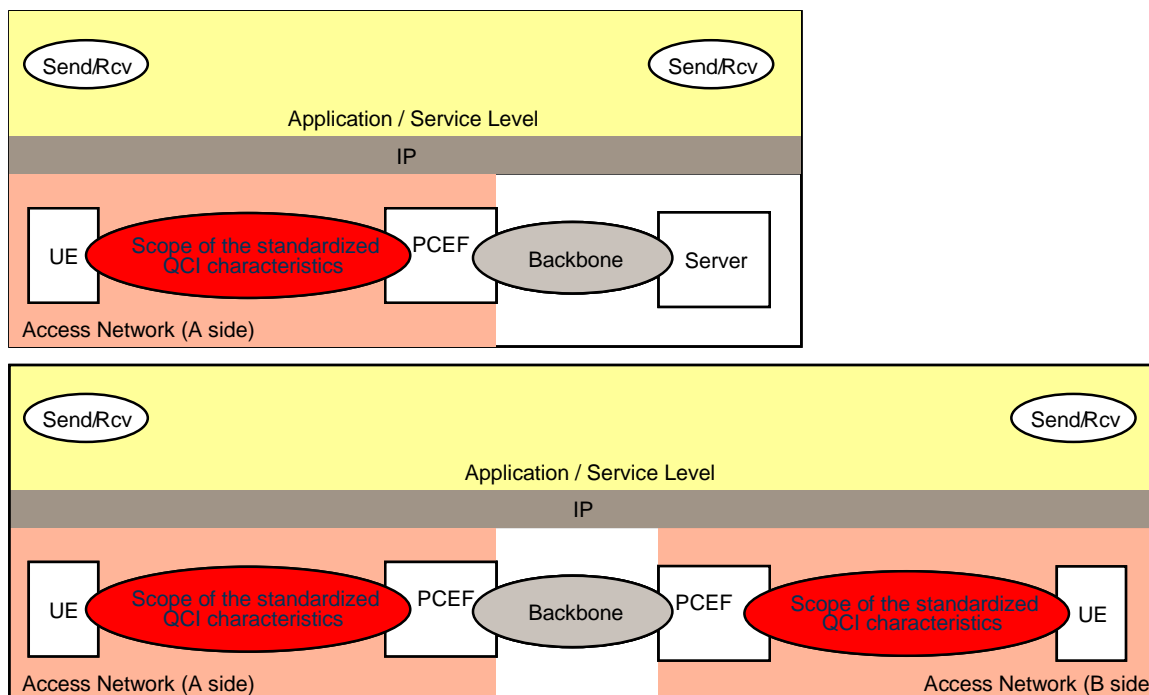 Send/Rcv
Send/Rcv
Application / Service Level
IP
UE
Scope of the standardized
QCI characteristics
PCEF
Backbone
Server
Access Network (A side)
Send/Rcv
Send/Rcv
Application / Service Level
IP
UE
Scope of the standardized
QCI characteristics
PCEF
Backbone
PCEF
Scope of the standardized
QCI characteristics
UE
Access Network (A side)
Access Network (B side